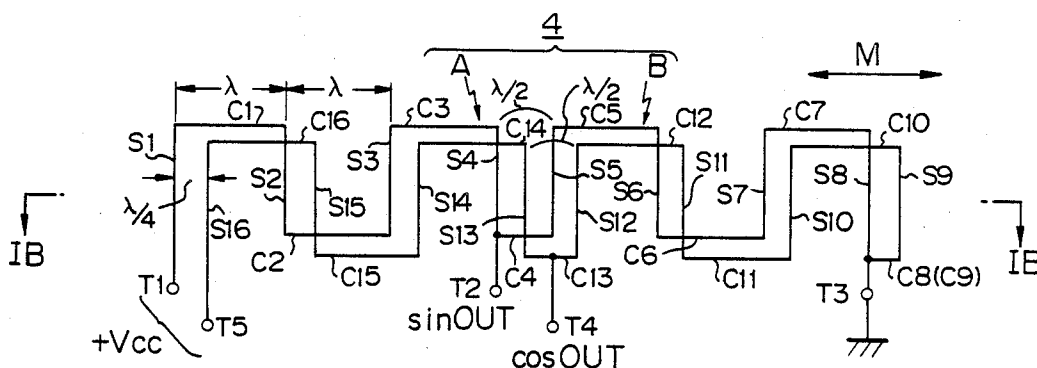 4
A
B
M
λ
λ
λ/2
λ/2
C1
C16
C3
C14
C5
C12
C7
C10
S1
S2
S3
S4
S5
S6
S11
S7
S8
S9
λ/4
S16
S15
S14
S13
S12
S10
IB
IB
C2
C15
C4
C13
C6
C11
C8(C9)
T1
T2
T3
+Vcc
T5
sinOUT
T4
cosOUT